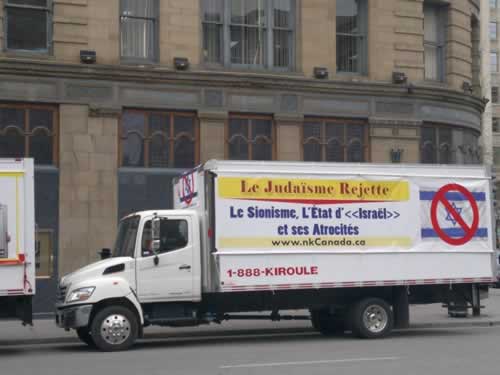 Le Judaïsme Rejette
Le Sionisme, L'État d'<<Israël>>
et ses Atrocités
www.nkCanada.ca
1-888-KIROULE